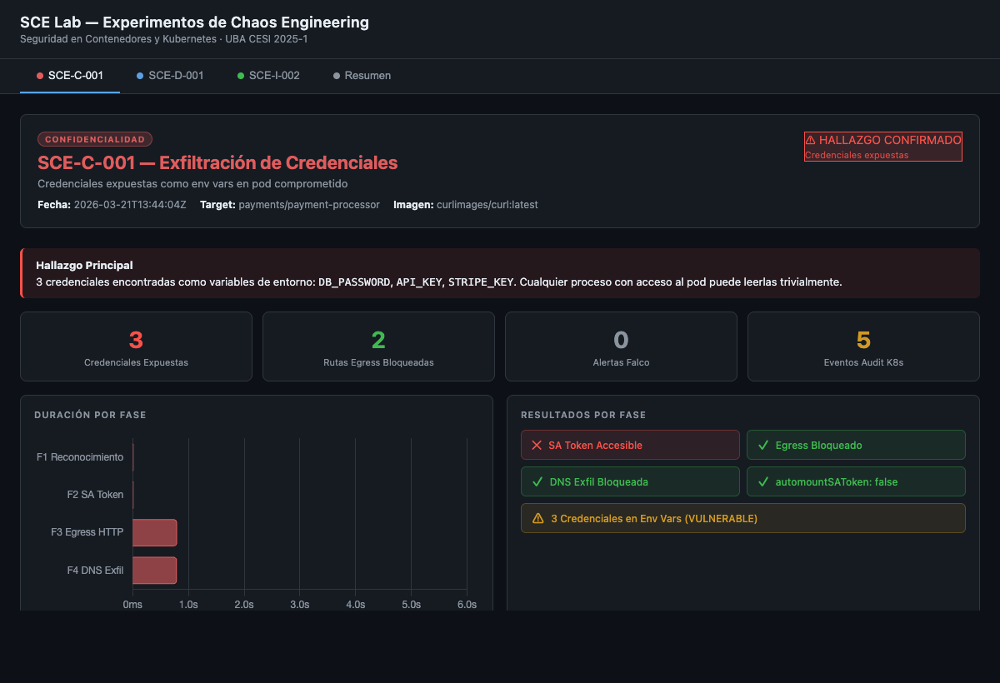 SCE Lab — Experimentos de Chaos Engineering
Seguridad en Contenedores y Kubernetes · UBA CESI 2025-1
SCE-C-001
SCE-D-001
SCE-I-002
Resumen
CONFIDENCIALIDAD
SCE-C-001 — Exfiltración de Credenciales
Credenciales expuestas como env vars en pod comprometido
Fecha: 2026-03-21T13:44:04Z Target: payments/payment-processor Imagen: curlimages/curl:latest
⚠ HALLAZGO CONFIRMADO
Credenciales expuestas
Hallazgo Principal
3 credenciales encontradas como variables de entorno: DB_PASSWORD, API_KEY, STRIPE_KEY. Cualquier proceso con acceso al pod puede leerlas trivialmente.
3
Credenciales Expuestas
2
Rutas Egress Bloqueadas
0
Alertas Falco
5
Eventos Audit K8s
DURACIÓN POR FASE
F1 Reconocimiento
F2 SA Token
F3 Egress HTTP
F4 DNS Exfil
0ms 1.0s 2.0s 3.0s 4.0s 5.0s 6.0s
RESULTADOS POR FASE
✕ SA Token Accesible
✓ Egress Bloqueado
✓ DNS Exfil Bloqueada
✓ automountSAToken: false
⚠ 3 Credenciales en Env Vars (VULNERABLE)